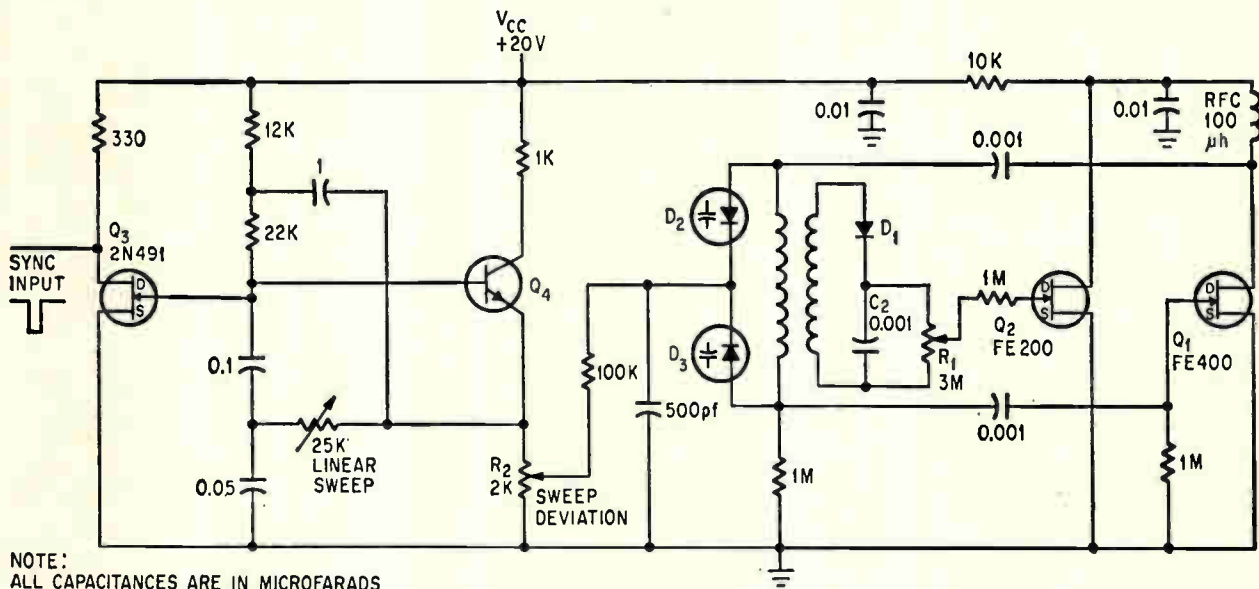 VCC
+20V
10K
330
12K
0.01
0.01
RFC
100
μh
1
1K
0.001
22K
D2
Q3
2N491
SYNC
INPUT
D
S
Q4
D1
1M
D
S
Q2
FE200
D
S
Q1
FE400
C2
0.001
R1
3M
0.1
100K
D3
500pf
0.001
25K
LINEAR
SWEEP
R2
2K
SWEEP
DEVIATION
0.05
1M
1M
NOTE:
ALL CAPACITANCES ARE IN MICROFARADS